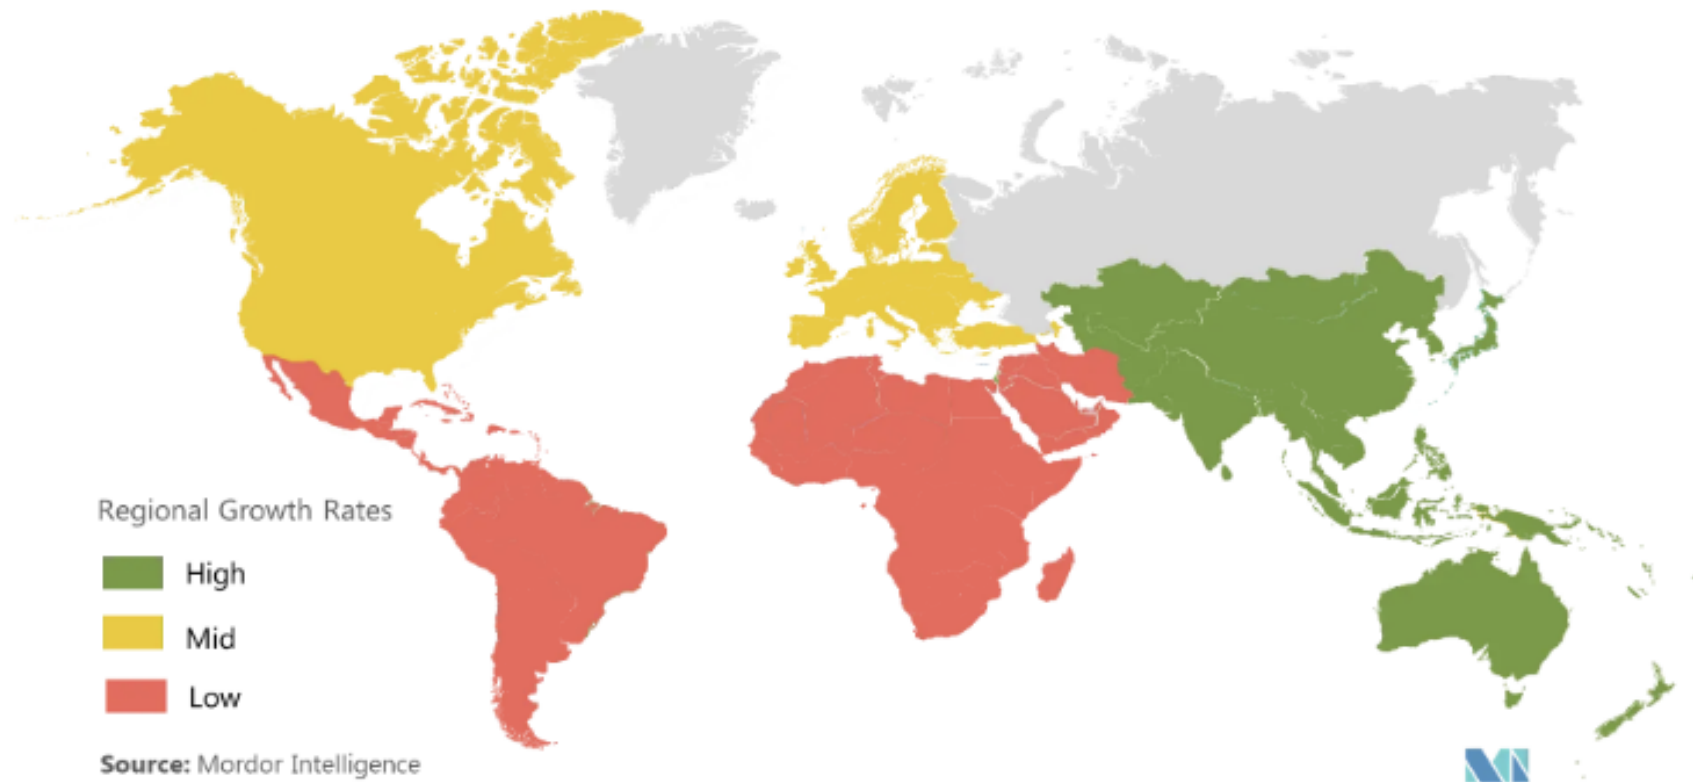 Regional Growth Rates
High
Mid
Low
Source: Mordor Intelligence